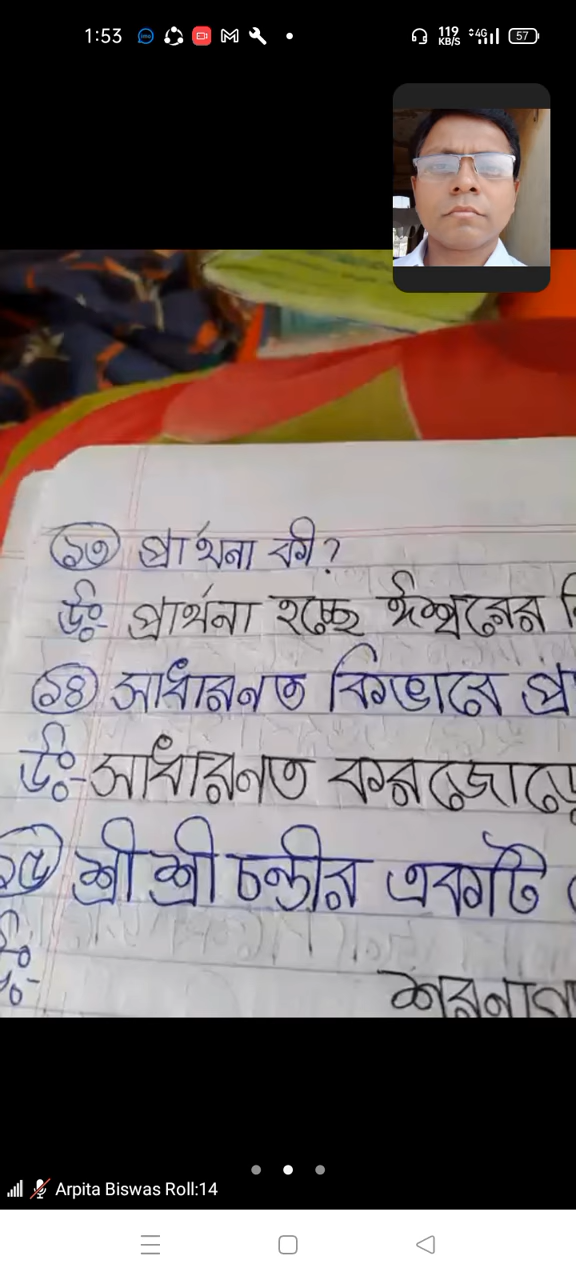 1:53
119 KB/S 4G 57
১৩ প্রার্থনা কী?
উঃ- প্রার্থনা হচ্ছে ঈশ্বরের
১৪ সাধারনত কিভাবে প্র
উঃ- সাধারনত করজোড়ে
১৫ শ্রী শ্রী চন্ডীর একটি
উঃ-
Arpita Biswas Roll:14